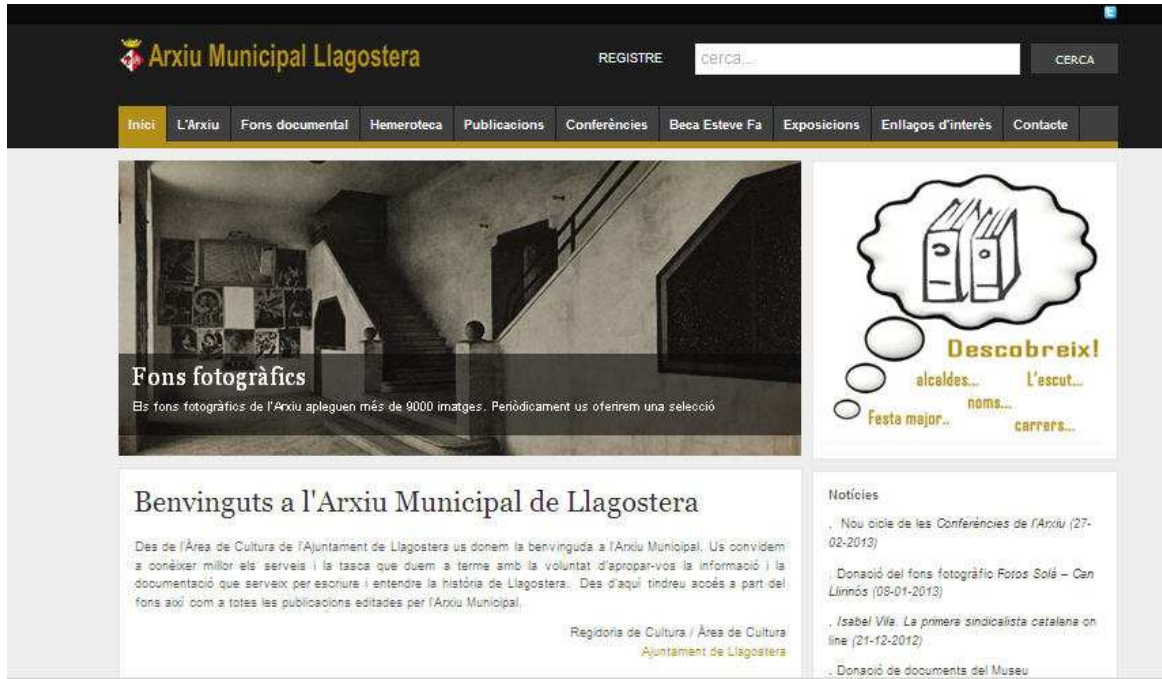 Arxiu Municipal Llagostera
REGISTRE
cerca...
CERCA
Inici
L'Arxiu
Fons documental
Hemeroteca
Publicacions
Conferències
Beca Esteve Fa
Exposicions
Enllaços d'interès
Contacte
Fons fotogràfics
Els fons fotogràfics de l'Arxiu apleguen més de 9000 imatges. Periòdicament us oferirem una selecció
Descobreix!
alcaldes...
L'escut...
noms...
Festa major..
carrers...
Benvinguts a l'Arxiu Municipal de Llagostera
Des de l'Àrea de Cultura de l'Ajuntament de Llagostera us donem la benvinguda a l'Arxiu Municipal. Us convidem
a conèixer millor els serveis i la tasca que duem a terme amb la voluntat d'apropar-vos la informació i la
documentació que serveix per escriure i entendre la història de Llagostera. Des d'aquí tindreu accés a part del
fons així com a totes les publicacions editades per l'Arxiu Municipal.
Regidoria de Cultura / Àrea de Cultura
Ajuntament de Llagostera
Notícies
. Nou cicle de les Conferències de l'Arxiu (27-
02-2013)
. Donació del fons fotogràfic Fotos Solà – Can
Llinnós (08-01-2013)
. Isabel Vila. La primera sindicalista catalana on
line (21-12-2012)
. Donació de documents del Museu